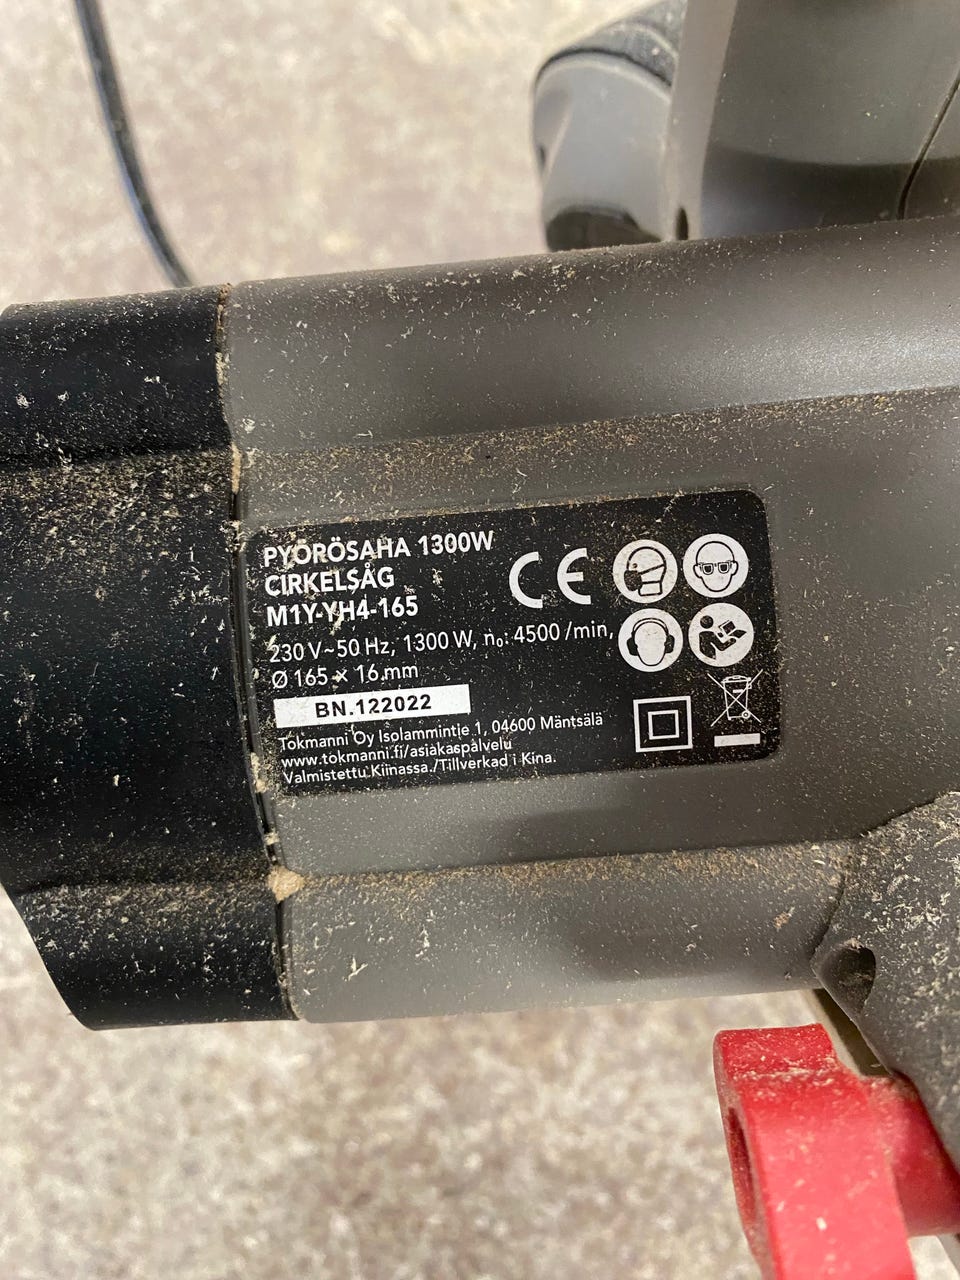 PYÖRÖSAHA 1300W
CIRKELSÅG
M1Y-YH4-165
230 V~50 Hz, 1300 W, n₀: 4500 /min,
Ø 165 × 16 mm
BN.122022
Tokmanni Oy Isolammintie 1, 04600 Mäntsälä
www.tokmanni.fi/asiakaspalvelu
Valmistettu Kiinassa./Tillverkad i Kina.
CE